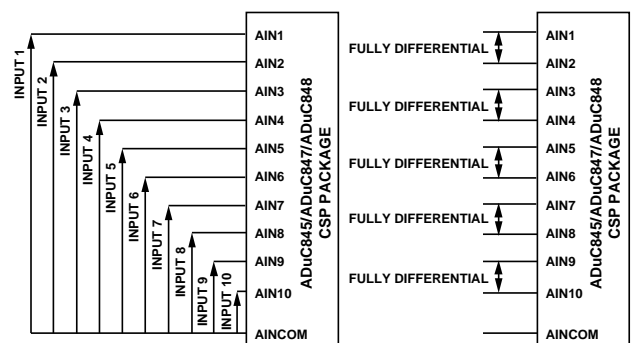 INPUT 1
INPUT 2
INPUT 3
INPUT 4
INPUT 5
INPUT 6
INPUT 7
INPUT 8
INPUT 9
INPUT 10
AIN1
AIN2
AIN3
AIN4
AIN5
AIN6
AIN7
AIN8
AIN9
AIN10
AINCOM
ADuC845/ADuC847/ADuC848
CSP PACKAGE
FULLY DIFFERENTIAL
FULLY DIFFERENTIAL
FULLY DIFFERENTIAL
FULLY DIFFERENTIAL
FULLY DIFFERENTIAL
AIN1
AIN2
AIN3
AIN4
AIN5
AIN6
AIN7
AIN8
AIN9
AIN10
AINCOM
ADuC845/ADuC847/ADuC848
CSP PACKAGE